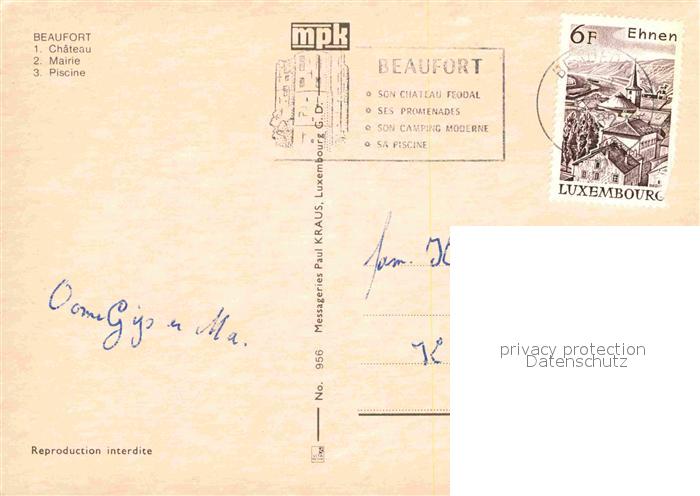 BEAUFORT
1. Château
2. Mairie
3. Piscine
mpk
BEAUFORT
SON CHATEAU FEODAL
SES PROMENADES
SON CAMPING MODERNE
SA PISCINE
6F Ehnen
LUXEMBOURG
No. 956 Messageries Paul KRAUS, Luxembourg G. D.
fam. K
Oome Gijs en Ma.
K
privacy protection
Datenschutz
Reproduction interdite